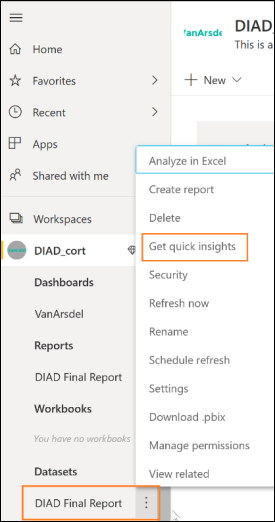 VanArsdel
DIAD_
This is a
Home
+ New
Favorites
Recent
Apps
Shared with me
Workspaces
DIAD_cort
Dashboards
VanArsdel
Reports
DIAD Final Report
Workbooks
You have no workbooks
Datasets
DIAD Final Report
Analyze in Excel
Create report
Delete
Get quick insights
Security
Refresh now
Rename
Schedule refresh
Settings
Download .pbix
Manage permissions
View related